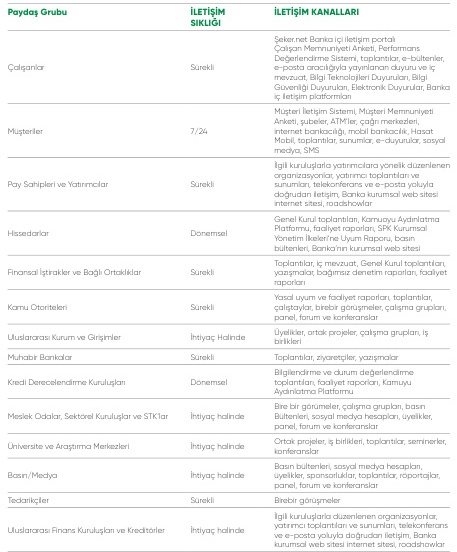 Paydaş Grubu İLETİŞİM SIKLIĞI İLETİŞİM KANALLARI
Şeker.net Banka içi iletişim portalı
Çalışan Memnuniyeti Anketi, Performans
Değerlendirme Sistemi, toplantılar, e-bültenler,
Çalışanlar Sürekli e-posta aracılığıyla yayınlanan duyuru ve iç
mevzuat, Bilgi Teknolojileri Duyuruları, Bilgi
Güvenliği Duyuruları, Elektronik Duyurular, Banka
iç iletişim platformları
Müşteri İletişim Sistemi, Müşteri Memnuniyeti
Anketi, şubeler, ATM'ler, çağrı merkezleri,
Müşteriler 7/24 internet bankacılığı, mobil bankacılık, Hasat
Mobil, toplantılar, sunumlar, e-duyurular, sosyal
medya, SMS
İlgili kuruluşlarla yatırımcılara yönelik düzenlenen
organizasyonlar, yatırımcı toplantıları ve
Pay Sahipleri ve Yatırımcılar Sürekli sunumları, telekonferans ve e-posta yoluyla
doğrudan iletişim, Banka kurumsal web sitesi
internet sitesi, roadshowlar
Genel Kurul toplantıları, Kamuoyu Aydınlatma
Platformu, faaliyet raporları, SPK Kurumsal
Hissedarlar Dönemsel Yönetim İlkeleri'ne Uyum Raporu, basın
bültenleri, Banka'nın kurumsal web sitesi
Toplantılar, iç mevzuat, Genel Kurul toplantıları,
Finansal İştirakler ve Bağlı Ortaklıklar Sürekli yazışmalar, bağımsız denetim raporları, faaliyet
raporları
Yasal uyum ve faaliyet raporları, toplantılar,
Kamu Otoriteleri Sürekli çalıştaylar, birebir görüşmeler, çalışma grupları,
panel, forum ve konferanslar
Uluslararası Kurum ve Girişimler İhtiyaç Halinde Üyelikler, ortak projeler, çalışma grupları, iş
birlikleri
Muhabir Bankalar Sürekli Toplantılar, ziyaretçiler, yazışmalar
Bilgilendirme ve durum değerlendirme
Kredi Derecelendirme Kuruluşları Dönemsel toplantıları, faaliyet raporları, Kamuyu
Aydınlatma Platformu
Bire bir görümeler, çalışma grupları, basın
Meslek Odalar, Sektörel Kuruluşlar ve STK'lar İhtiyaç halinde Bültenleri, sosyal medya hesapları, üyelikler,
panel, forum ve konferanslar
Üniversite ve Araştırma Merkezleri İhtiyaç halinde Ortak projeler, iş birlikleri, toplantılar, seminerler,
konferanslar
Basın bültenleri, sosyal medya hesapları,
Basın/Medya İhtiyaç halinde üyelikler, sponsorluklar, toplantılar, röportajlar,
panel, forum ve konferanslar
Tedarikçiler Sürekli Birebir görüşmeler
İlgili kuruluşlarla düzenlenen organizasyonlar,
Uluslararası Finans Kuruluşları ve Kreditörler İhtiyaç halinde yatırımcı toplantıları ve sunumları, telekonferans
ve e-posta yoluyla doğrudan iletişim, Banka
kurumsal web sitesi internet sitesi, roadshowlar